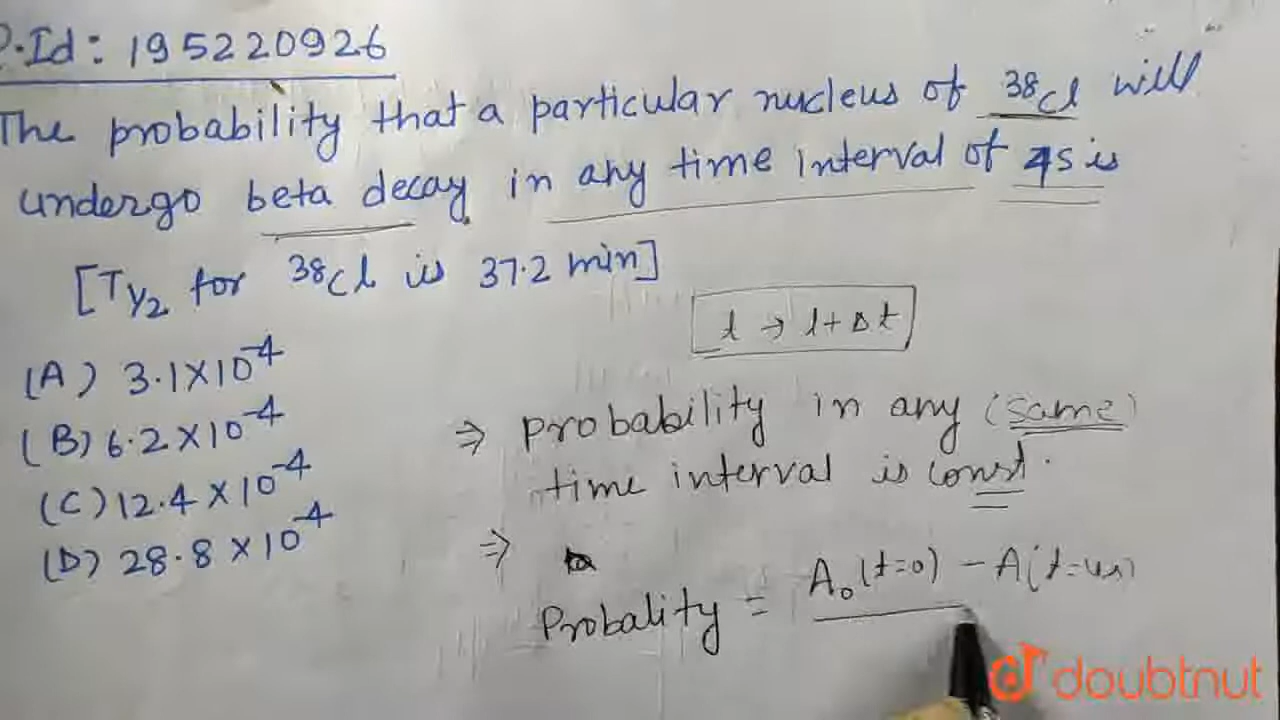 Q.Id: 195220926
The probability that a particular nucleus of ³⁸Cl will
undergo beta decay in any time interval of 4s is
[T½ for ³⁸Cl is 37.2 min]
t → t+Δt
(A) 3.1×10⁻⁴
(B) 6.2×10⁻⁴
(C) 12.4×10⁻⁴
(D) 28.8×10⁻⁴
⇒ Probability in any (same)
time interval is const.
⇒
Probality = A₀(t=0) - A(t=4s)
doubtnut